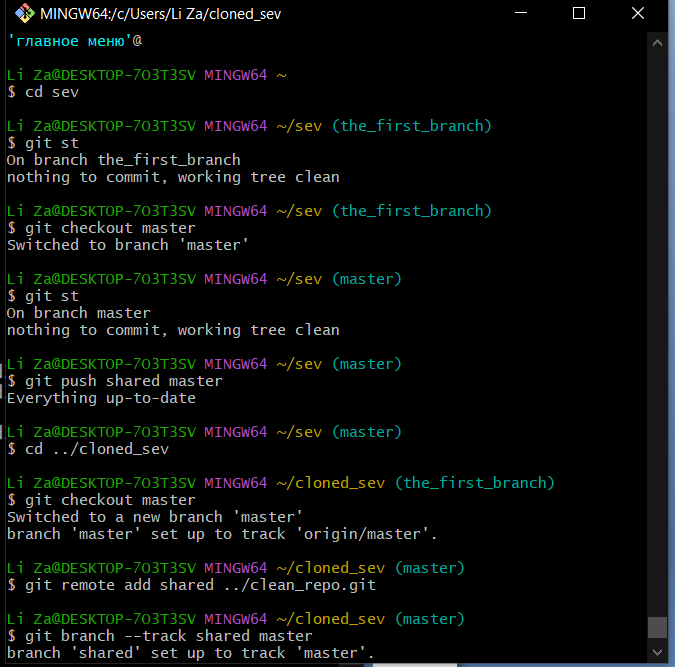 MINGW64:/c/Users/Li Za/cloned_sev
'главное меню'@
Li Za@DESKTOP-7O3T3SV MINGW64 ~
$ cd sev
Li Za@DESKTOP-7O3T3SV MINGW64 ~/sev (the_first_branch)
$ git st
On branch the_first_branch
nothing to commit, working tree clean
Li Za@DESKTOP-7O3T3SV MINGW64 ~/sev (the_first_branch)
$ git checkout master
Switched to branch 'master'
Li Za@DESKTOP-7O3T3SV MINGW64 ~/sev (master)
$ git st
On branch master
nothing to commit, working tree clean
Li Za@DESKTOP-7O3T3SV MINGW64 ~/sev (master)
$ git push shared master
Everything up-to-date
Li Za@DESKTOP-7O3T3SV MINGW64 ~/sev (master)
$ cd ../cloned_sev
Li Za@DESKTOP-7O3T3SV MINGW64 ~/cloned_sev (the_first_branch)
$ git checkout master
Switched to a new branch 'master'
branch 'master' set up to track 'origin/master'.
Li Za@DESKTOP-7O3T3SV MINGW64 ~/cloned_sev (master)
$ git remote add shared ../clean_repo.git
Li Za@DESKTOP-7O3T3SV MINGW64 ~/cloned_sev (master)
$ git branch --track shared master
branch 'shared' set up to track 'master'.